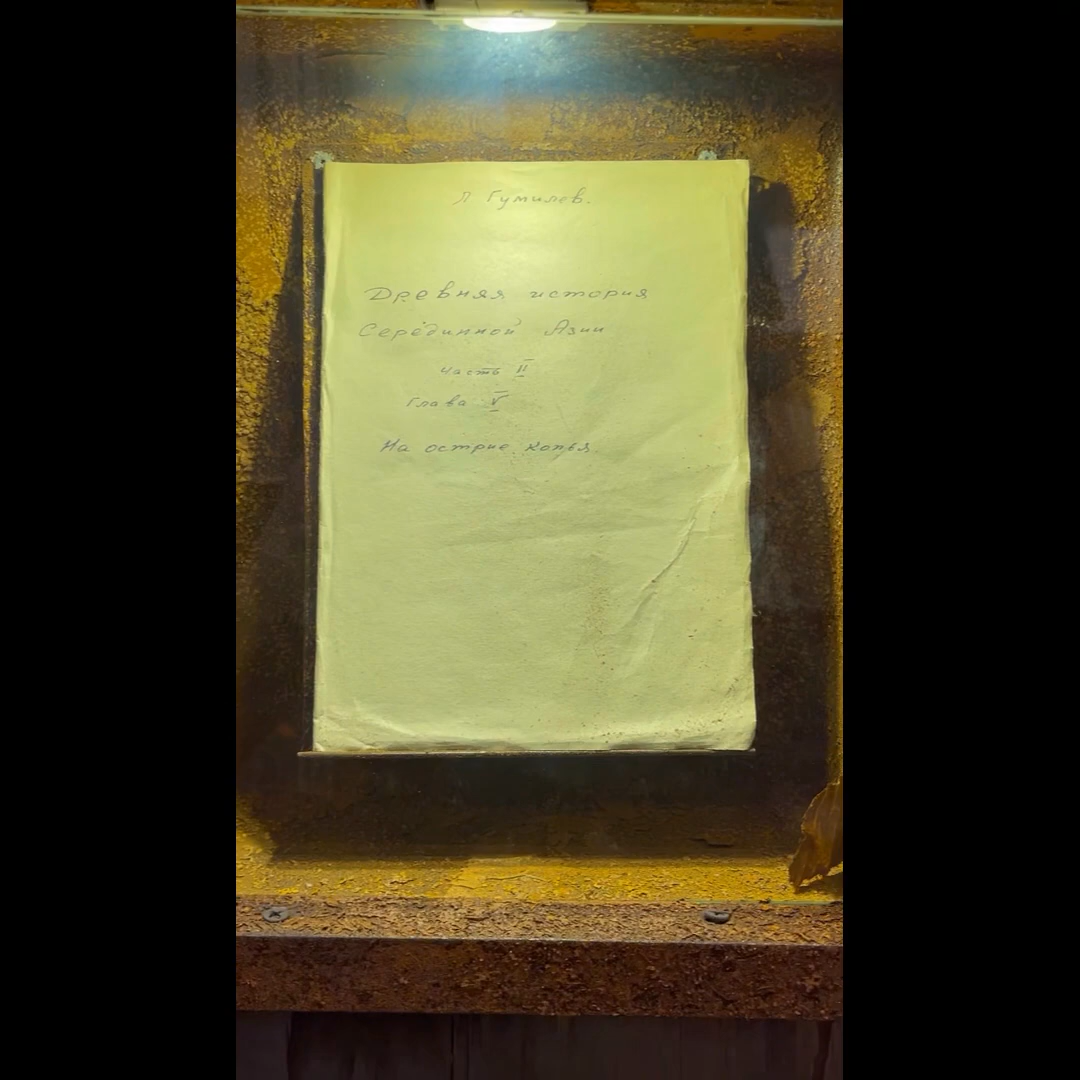 Л Гумилев.
Древняя история
Серединной Азии
Часть II
Глава V
На острие копья.